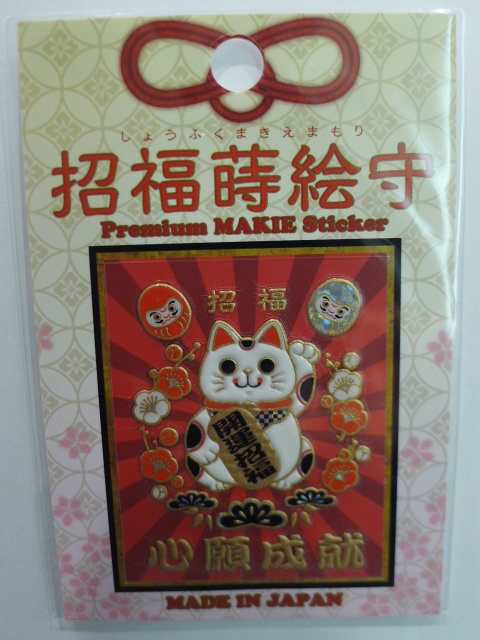 しょうふくまきえまもり
招福蒔絵守
Premium MAKIE Sticker
招福
開運招福
心願成就
MADE IN JAPAN